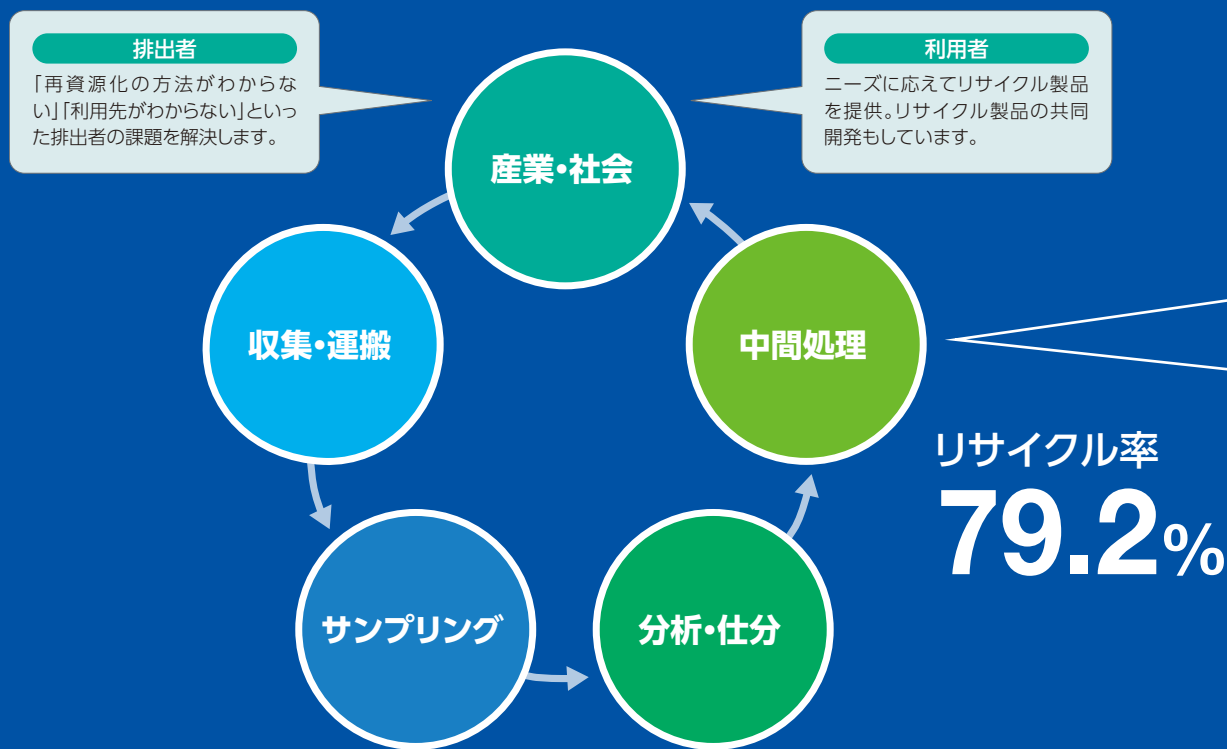 排出者
「再資源化の方法がわからな
い」「利用先がわからない」といっ
た排出者の課題を解決します。
利用者
ニーズに応えてリサイクル製品
を提供。リサイクル製品の共同
開発もしています。
産業・社会
収集・運搬
中間処理
リサイクル率
79.2%
サンプリング
分析・仕分